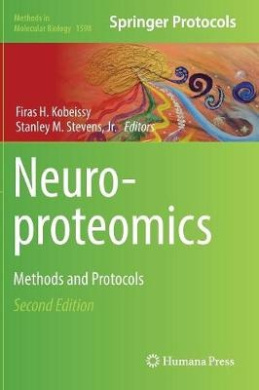 Methods in
Molecular Biology 1598
Springer Protocols
Firas H. Kobeissy
Stanley M. Stevens, Jr. Editors
Neuro-
proteomics
Methods and Protocols
Second Edition
Humana Press